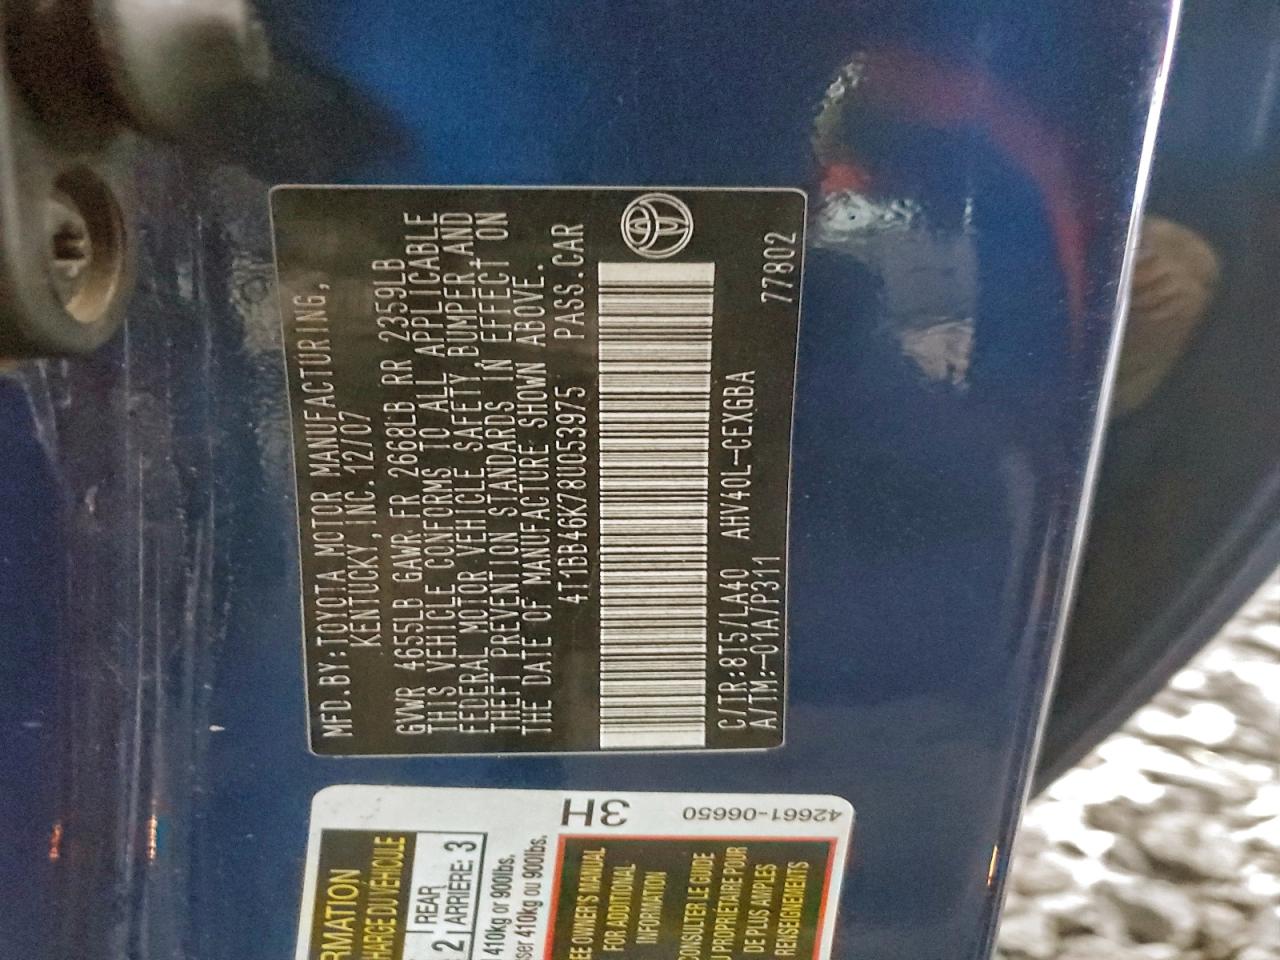 MFD.BY:TOYOTA MOTOR MANUFACTURING,
KENTUCKY,INC.12/07
GVWR 4655LB GAWR FR 2668LB RR 2359LB
THIS VEHICLE CONFORMS TO ALL APPLICABLE
FEDERAL MOTOR VEHICLE SAFETY,BUMPER,AND
THEFT PREVENTION STANDARDS IN EFFECT ON
THE DATE OF MANUFACTURE SHOWN ABOVE.
4T1BB46K78U053975 PASS.CAR
C/TR:8T5/LA40 AHV40L-CEXGBA
A/TM:-01A/P311 77802
RMATION
HARGE DU VÉHICULE
2 REAR
ARRIERE: 3
410kg or 900lbs.
ser 410kg ou 900lbs.
3H
EE OWNER'S MANUAL
FOR ADDITIONAL
INFORMATION
CONSULTER LE GUIDE
U PROPRIETAIRE POUR
DE PLUS AMPLES
RENSEIGNEMENTS
42661-06650